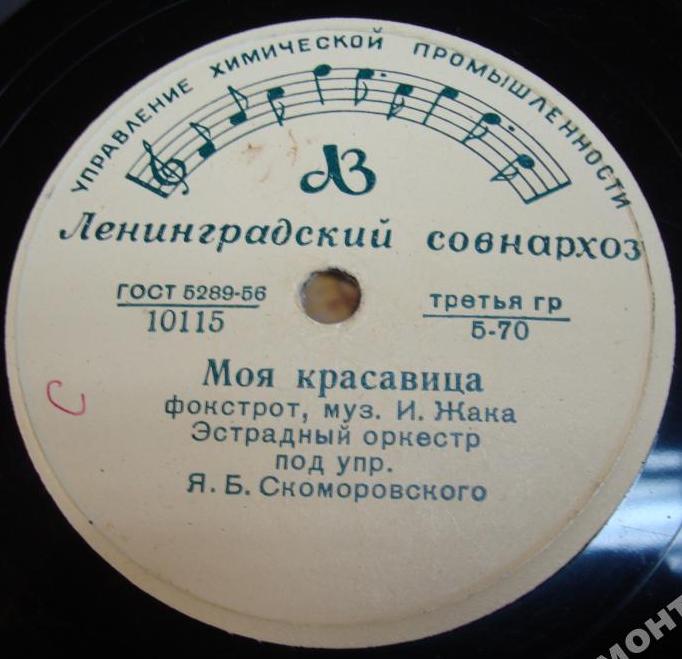 УПРАВЛЕНИЕ ХИМИЧЕСКОЙ ПРОМЫШЛЕННОСТИ
ЛЗ
Ленинградский совнархоз
ГОСТ 5289-56
10115
третья гр
5-70
Моя красавица
фокстрот, муз. И. Жака
Эстрадный оркестр
под упр.
Я. Б. Скоморовского
С